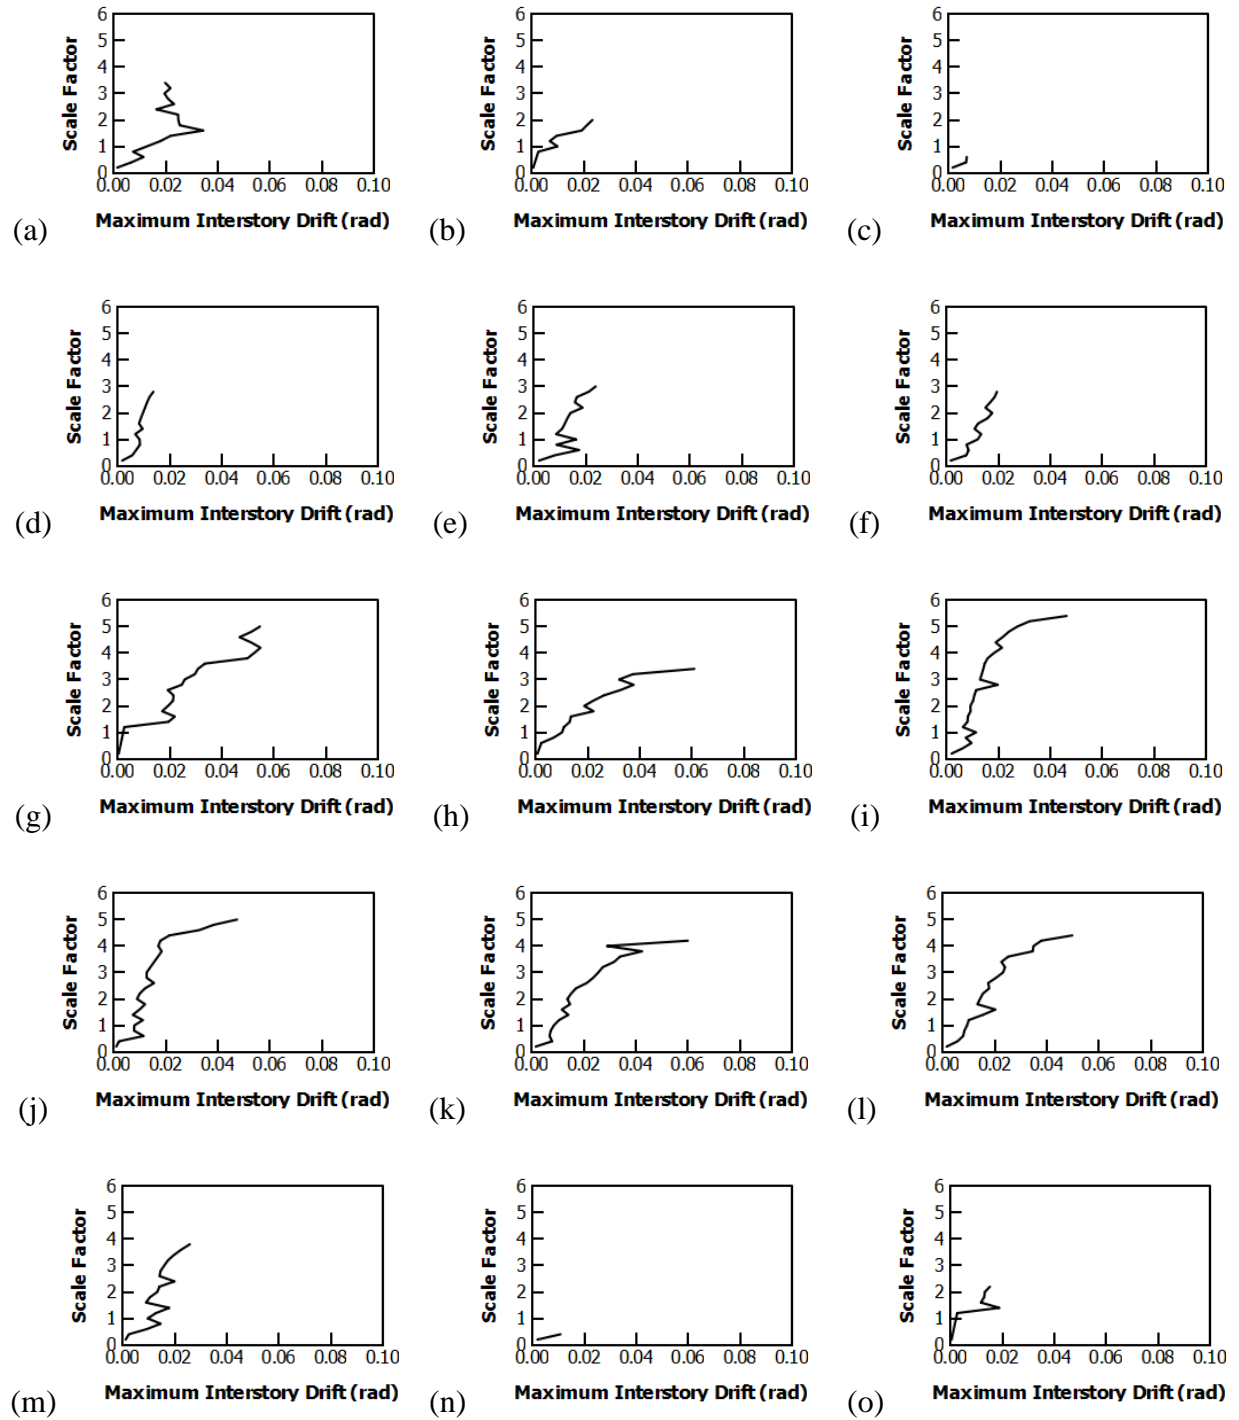 6 5 4 3 2 1 0
Scale Factor
0.00 0.02 0.04 0.06 0.08 0.10
Maximum Interstory Drift (rad)
(a)
6 5 4 3 2 1 0
Scale Factor
0.00 0.02 0.04 0.06 0.08 0.10
Maximum Interstory Drift (rad)
(b)
6 5 4 3 2 1 0
Scale Factor
0.00 0.02 0.04 0.06 0.08 0.10
Maximum Interstory Drift (rad)
(c)
6 5 4 3 2 1 0
Scale Factor
0.00 0.02 0.04 0.06 0.08 0.10
Maximum Interstory Drift (rad)
(d)
6 5 4 3 2 1 0
Scale Factor
0.00 0.02 0.04 0.06 0.08 0.10
Maximum Interstory Drift (rad)
(e)
6 5 4 3 2 1 0
Scale Factor
0.00 0.02 0.04 0.06 0.08 0.10
Maximum Interstory Drift (rad)
(f)
6 5 4 3 2 1 0
Scale Factor
0.00 0.02 0.04 0.06 0.08 0.10
Maximum Interstory Drift (rad)
(g)
6 5 4 3 2 1 0
Scale Factor
0.00 0.02 0.04 0.06 0.08 0.10
Maximum Interstory Drift (rad)
(h)
6 5 4 3 2 1 0
Scale Factor
0.00 0.02 0.04 0.06 0.08 0.10
Maximum Interstory Drift (rad)
(i)
6 5 4 3 2 1 0
Scale Factor
0.00 0.02 0.04 0.06 0.08 0.10
Maximum Interstory Drift (rad)
(j)
6 5 4 3 2 1 0
Scale Factor
0.00 0.02 0.04 0.06 0.08 0.10
Maximum Interstory Drift (rad)
(k)
6 5 4 3 2 1 0
Scale Factor
0.00 0.02 0.04 0.06 0.08 0.10
Maximum Interstory Drift (rad)
(l)
6 5 4 3 2 1 0
Scale Factor
0.00 0.02 0.04 0.06 0.08 0.10
Maximum Interstory Drift (rad)
(m)
6 5 4 3 2 1 0
Scale Factor
0.00 0.02 0.04 0.06 0.08 0.10
Maximum Interstory Drift (rad)
(n)
6 5 4 3 2 1 0
Scale Factor
0.00 0.02 0.04 0.06 0.08 0.10
Maximum Interstory Drift (rad)
(o)